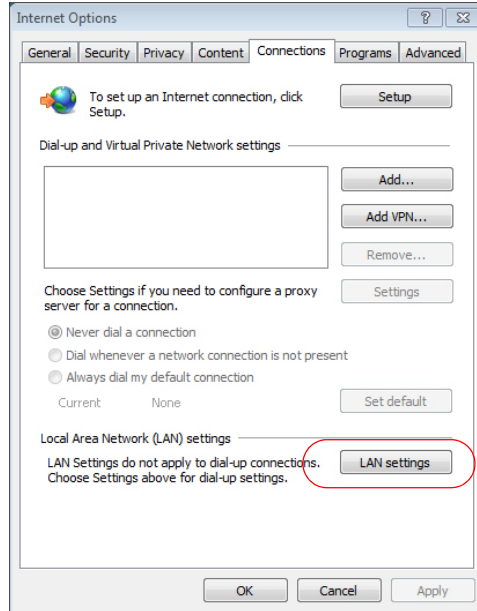 Internet Options
General Security Privacy Content Connections Programs Advanced
To set up an Internet connection, click
Setup.
Setup
Dial-up and Virtual Private Network settings
Add...
Add VPN...
Remove...
Choose Settings if you need to configure a proxy
server for a connection.
Settings
Never dial a connection
Dial whenever a network connection is not present
Always dial my default connection
Current None
Set default
Local Area Network (LAN) settings
LAN Settings do not apply to dial-up connections.
Choose Settings above for dial-up settings.
LAN settings
OK Cancel Apply